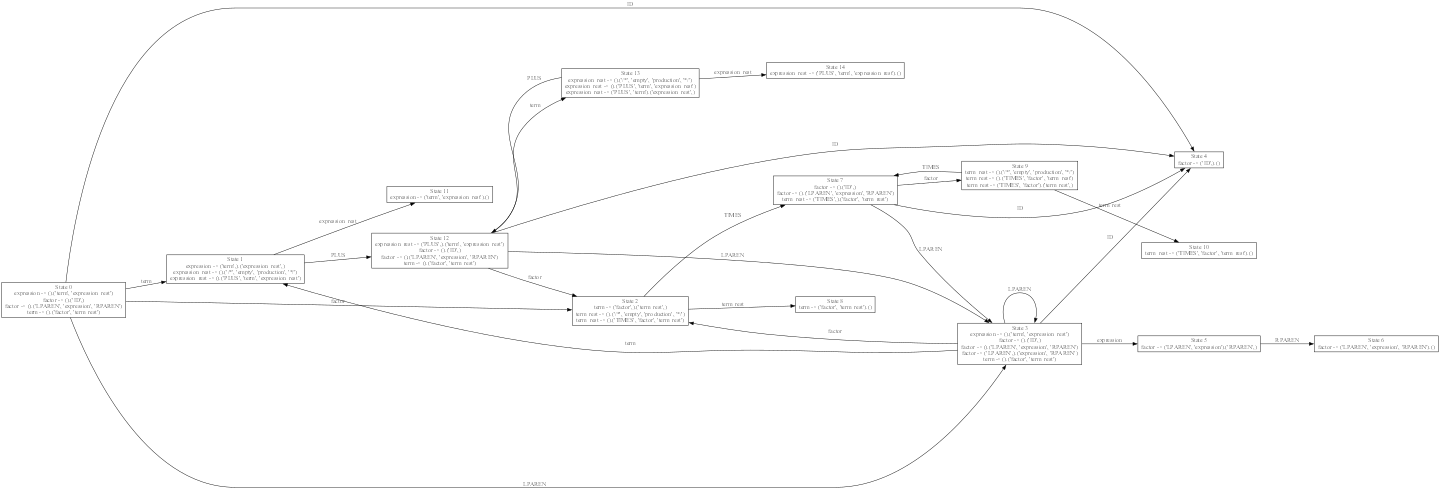 ID
State 13
expression_rest -> () ('/*', 'empty', 'production', '*/')
expression_rest -> () ('PLUS', 'term', 'expression_rest')
expression_rest -> ('PLUS', 'term') ('expression_rest',)
PLUS
term
expression_rest
State 14
expression_rest -> ('PLUS', 'term', 'expression_rest') ()
ID
State 4
factor -> ('ID',) ()
State 9
term_rest -> () ('/*', 'empty', 'production', '*/')
term_rest -> () ('TIMES', 'factor', 'term_rest')
term_rest -> ('TIMES', 'factor') ('term_rest',)
TIMES
factor
State 7
factor -> () ('ID',)
factor -> () ('LPAREN', 'expression', 'RPAREN')
term_rest -> ('TIMES',) ('factor', 'term_rest')
ID
term_rest
State 11
expression -> ('term', 'expression_rest') ()
expression_rest
TIMES
State 12
expression_rest -> ('PLUS',) ('term', 'expression_rest')
factor -> () ('ID',)
factor -> () ('LPAREN', 'expression', 'RPAREN')
term -> () ('factor', 'term_rest')
PLUS
LPAREN
LPAREN
ID
State 10
term_rest -> ('TIMES', 'factor', 'term_rest') ()
State 1
expression -> ('term',) ('expression_rest',)
expression_rest -> () ('/*', 'empty', 'production', '*/')
expression_rest -> () ('PLUS', 'term', 'expression_rest')
factor
term
State 0
expression -> () ('term', 'expression_rest')
factor -> () ('ID',)
factor -> () ('LPAREN', 'expression', 'RPAREN')
term -> () ('factor', 'term_rest')
factor
State 2
term -> ('factor',) ('term_rest',)
term_rest -> () ('/*', 'empty', 'production', '*/')
term_rest -> () ('TIMES', 'factor', 'term_rest')
term_rest
State 8
term -> ('factor', 'term_rest') ()
LPAREN
factor
term
State 3
expression -> () ('term', 'expression_rest')
factor -> () ('ID',)
factor -> () ('LPAREN', 'expression', 'RPAREN')
factor -> ('LPAREN',) ('expression', 'RPAREN')
term -> () ('factor', 'term_rest')
expression
State 5
factor -> ('LPAREN', 'expression') ('RPAREN',)
RPAREN
State 6
factor -> ('LPAREN', 'expression', 'RPAREN') ()
LPAREN